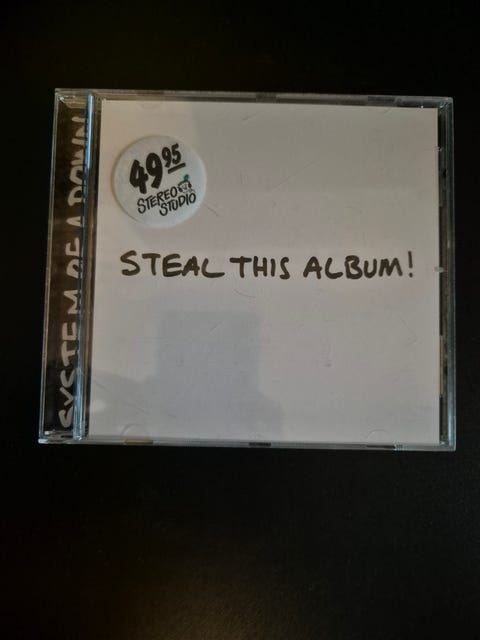 SYSTEM OF A DOWN
49 95
STEREO
STUDIO
STEAL THIS ALBUM!